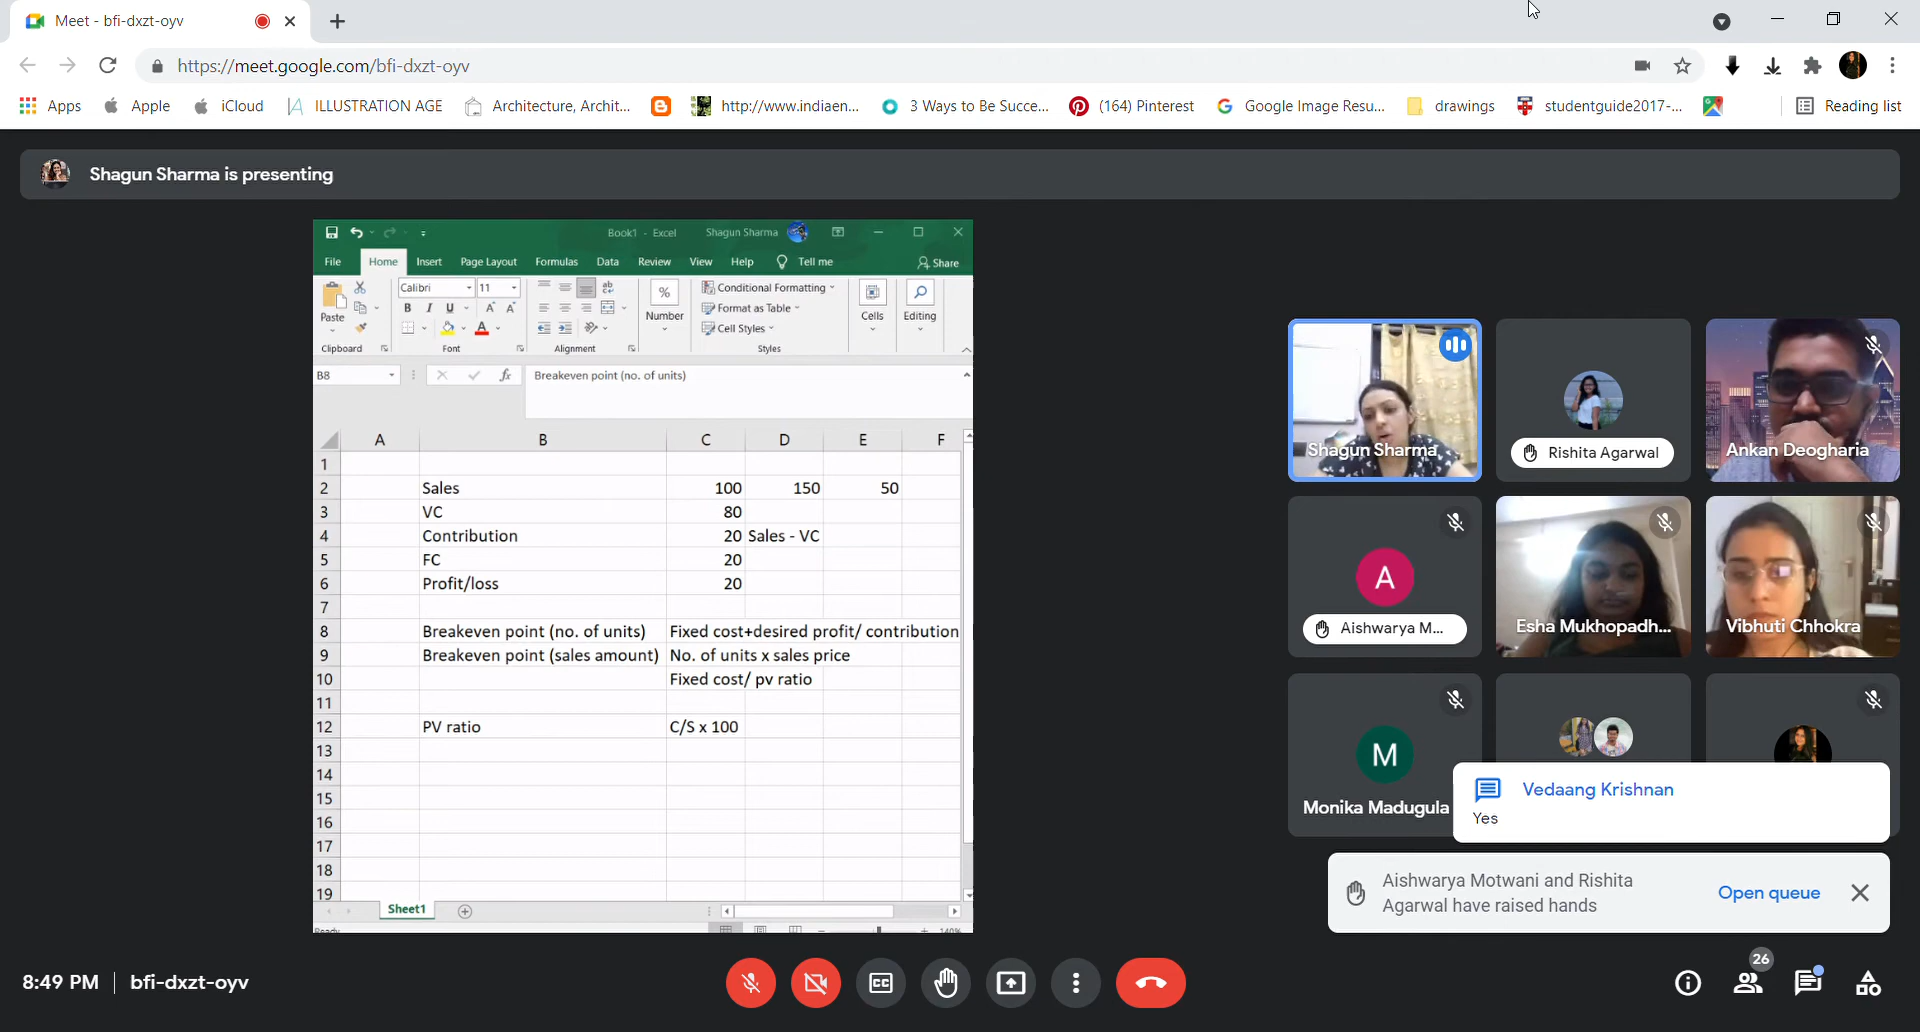 Meet - bfi-dxzt-oyv
https://meet.google.com/bfi-dxzt-oyv
Apps Apple iCloud ILLUSTRATION AGE Architecture, Archit... http://www.indiaen... 3 Ways to Be Succe... (164) Pinterest Google Image Resu... drawings studentguide2017-... Reading list
Shagun Sharma is presenting
Book1 - Excel Shagun Sharma
File Home Insert Page Layout Formulas Data Review View Help Tell me Share
Calibri 11 Conditional Formatting
Paste B I U Number Format as Table Cells Editing
Cell Styles
Clipboard Font Alignment Styles
B8 fx Breakeven point (no. of units)
A B C D E F
1
2 Sales 100 150 50
3 VC 80
4 Contribution 20 Sales - VC
5 FC 20
6 Profit/loss 20
7
8 Breakeven point (no. of units) Fixed cost+desired profit/ contribution
9 Breakeven point (sales amount) No. of units x sales price
10 Fixed cost/ pv ratio
11
12 PV ratio C/S x 100
13
14
15
16
17
18
19
Sheet1
Ready 140%
Shagun Sharma
Rishita Agarwal
Ankan Deogharia
A
Aishwarya M...
Esha Mukhopadh...
Vibhuti Chhokra
M
Monika Madugula
Vedaang Krishnan
Yes
Aishwarya Motwani and Rishita
Agarwal have raised hands
Open queue
8:49 PM bfi-dxzt-oyv
CC
26